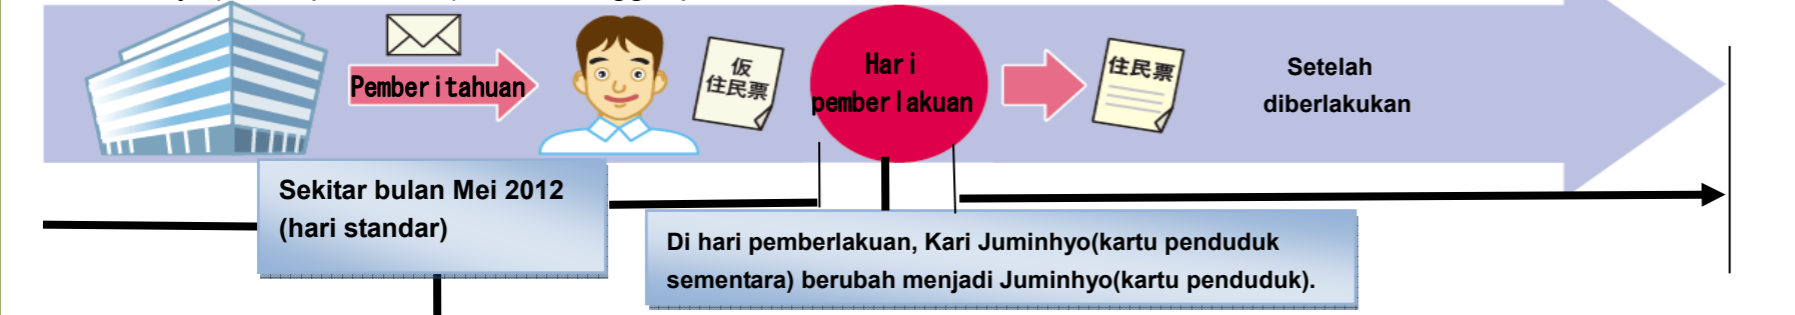 Pemberitahuan
仮
住民票
Hari
pemberlakuan
住民票
Setelah
diberlakukan
Sekitar bulan Mei 2012
(hari standar)
Di hari pemberlakuan, Kari Juminhyo(kartu penduduk
sementara) berubah menjadi Juminhyo(kartu penduduk).